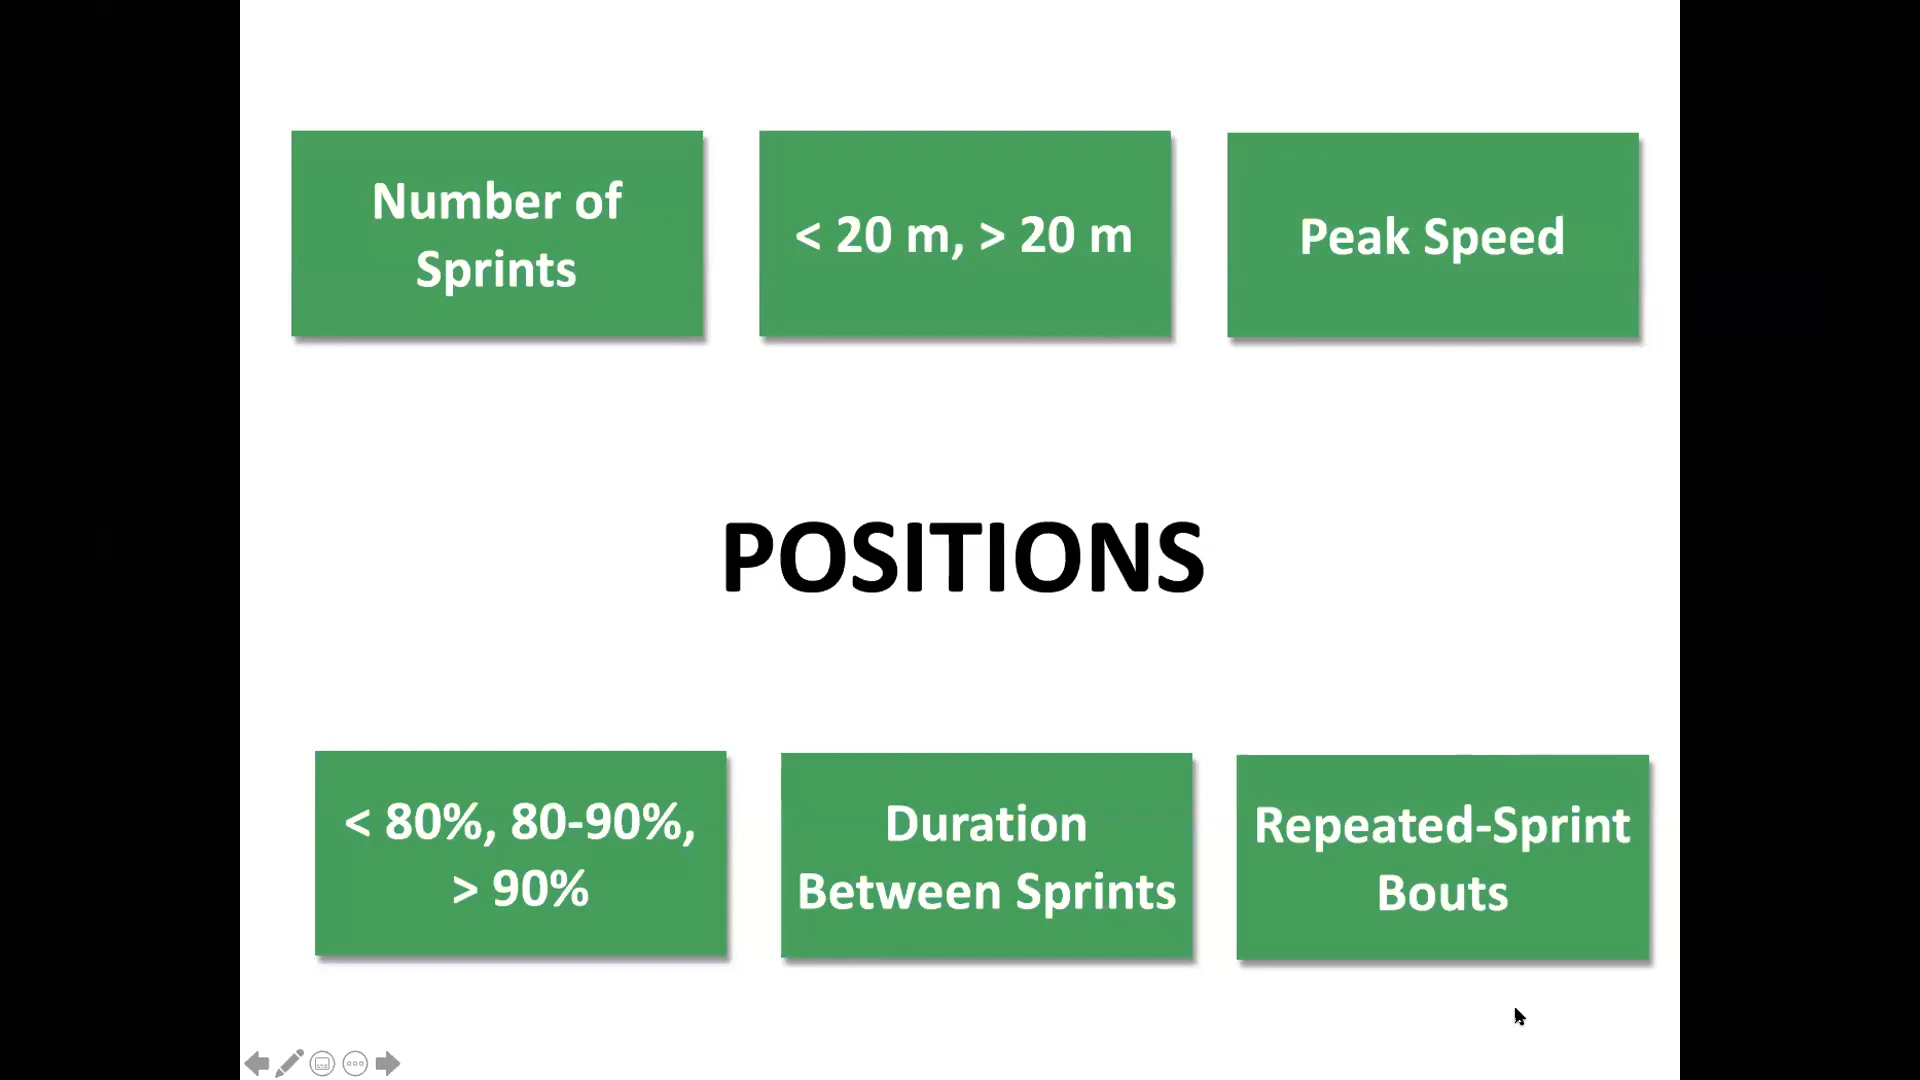 Number of
Sprints
< 20 m, > 20 m
Peak Speed
POSITIONS
< 80%, 80-90%,
> 90%
Duration
Between Sprints
Repeated-Sprint
Bouts